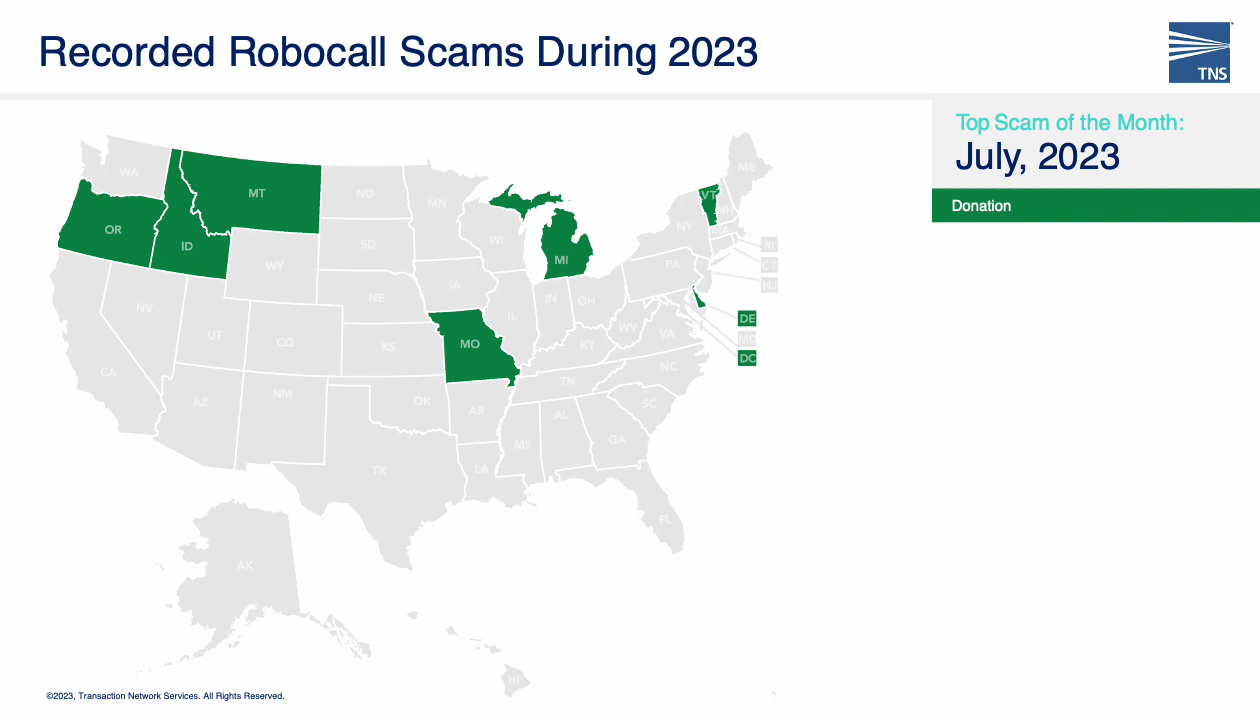 Recorded Robocall Scams During 2023
TNS
Top Scam of the Month:
July, 2023
Donation
WA
MT
ND
MN
ME
VT
NH
OR
ID
SD
WI
NY
MA
RI
WY
MI
PA
CT
NJ
IA
NE
NV
IL
IN
OH
DE
UT
CO
KS
MO
KY
WV
VA
MD
DC
CA
NC
AZ
NM
OK
AR
TN
SC
MS
AL
GA
TX
LA
FL
AK
HI
©2023, Transaction Network Services. All Rights Reserved.